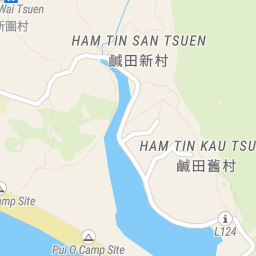 Wai Tsuen
新圍村
HAM TIN SAN TSUEN
鹹田新村
HAM TIN KAU TSU
鹹田舊村
L124
Camp Site
Pui O Camp Site